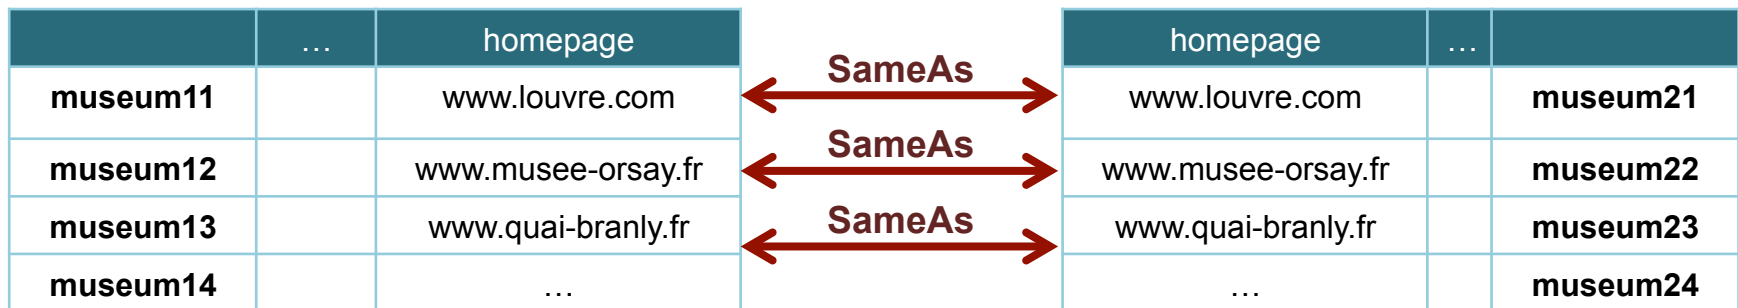 … homepage SameAs homepage …
museum11 www.louvre.com www.louvre.com museum21
SameAs
museum12 www.musee-orsay.fr www.musee-orsay.fr museum22
SameAs
museum13 www.quai-branly.fr www.quai-branly.fr museum23
museum14 … … museum24